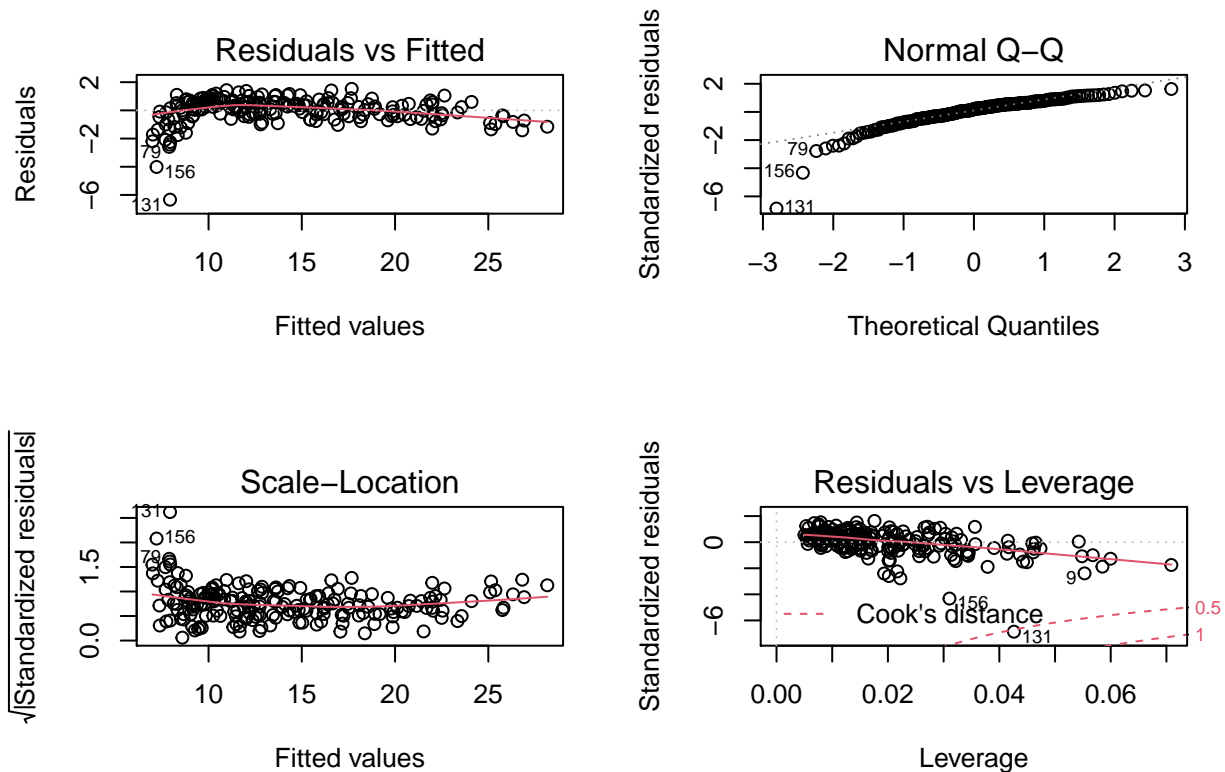 Residuals vs Fitted
Residuals
2
−2
−6
79
156
131
10 15 20 25
Fitted values
Normal Q−Q
Standardized residuals
2
−2
−6
79
156
131
−3 −2 −1 0 1 2 3
Theoretical Quantiles
Scale−Location
√|Standardized residuals|
1.5
0.0
131
156
79
10 15 20 25
Fitted values
Residuals vs Leverage
Standardized residuals
0
−6
9
156
131
Cook's distance
0.5
1
0.00 0.02 0.04 0.06
Leverage